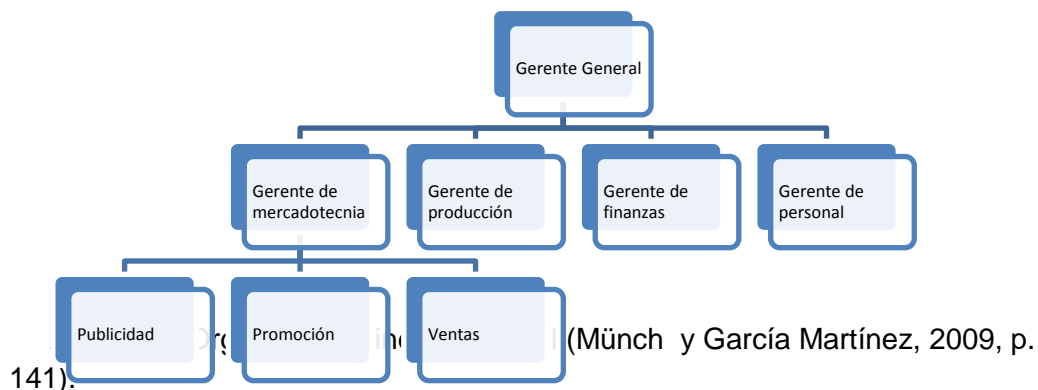 Gerente General
Gerente de
mercadotecnia
Gerente de
producción
Gerente de
finanzas
Gerente de
personal
Publicidad
Promoción
Ventas
(Münch y García Martínez, 2009, p.
141).